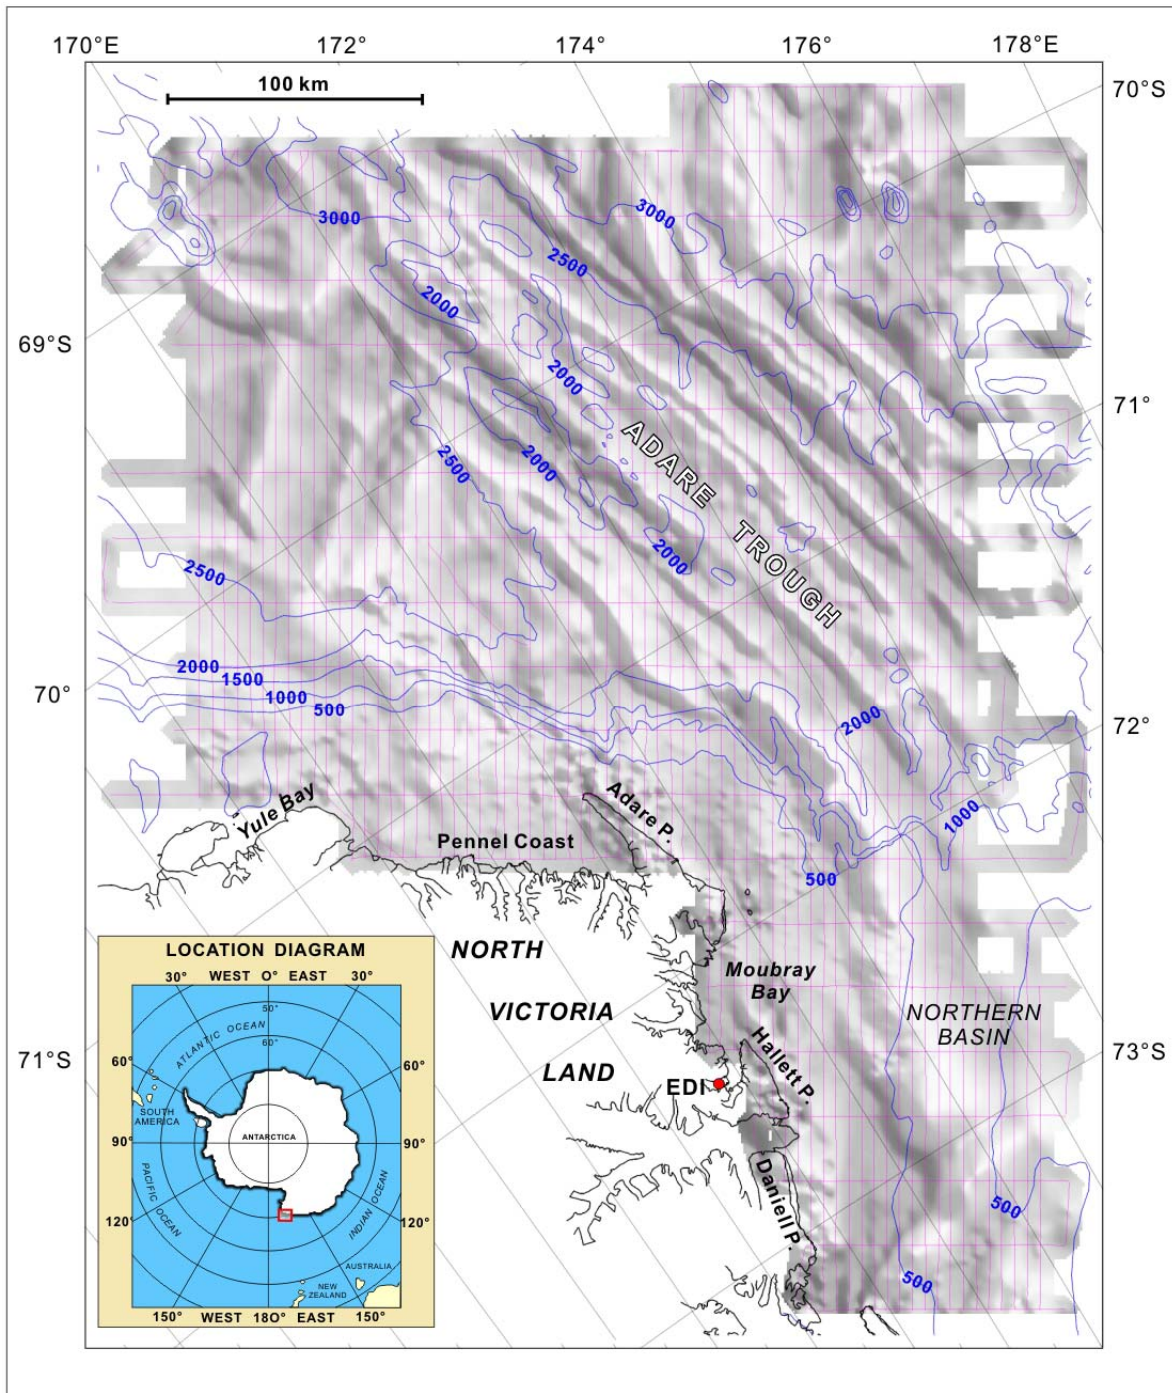 170°E
172°
174°
176°
178°E
100 km
70°S
3000
3000
2500
2000
69°S
2000
71°
ADARE TROUGH
2500
2000
2000
2500
2000
1500
1000
500
70°
2000
72°
1000
Yule Bay
Adare P.
Pennel Coast
500
NORTH
VICTORIA
LAND
Moubray
Bay
NORTHERN
BASIN
71°S
73°S
EDI
Hallett P.
Daniell P.
500
500
LOCATION DIAGRAM
30° WEST 0° EAST 30°
50°
60°
ATLANTIC OCEAN
60°
60°
SOUTH
AMERICA
ANTARCTICA
90°
90°
PACIFIC OCEAN
INDIAN OCEAN
120°
120°
AUSTRALIA
NEW
ZEALAND
150° WEST 180° EAST 150°